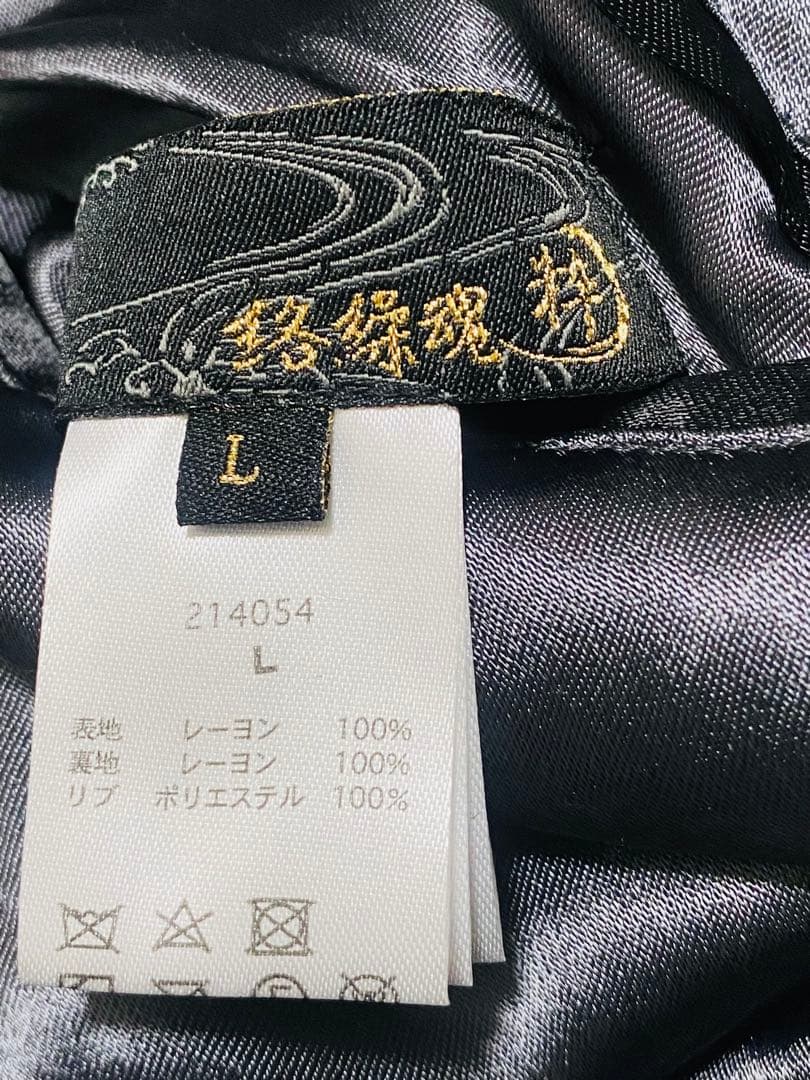 絡繰魂 粋
L
214054
L
表地 レーヨン 100%
裏地 レーヨン 100%
リブ ポリエステル 100%